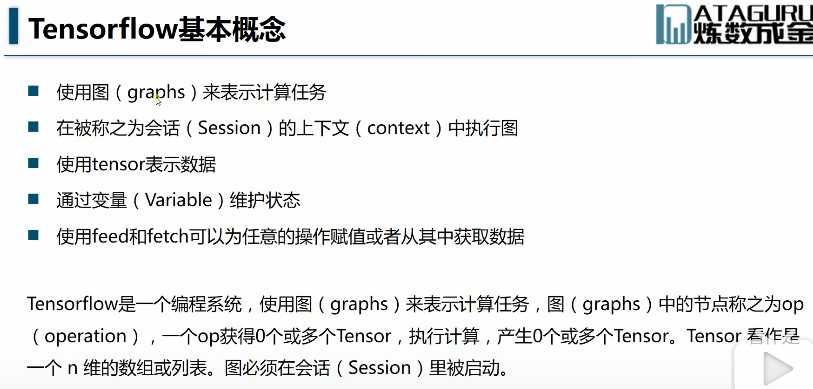 Tensorflow基本概念
ATAGURU
炼数成金
使用图（graphs）来表示计算任务
在被称之为会话（Session）的上下文（context）中执行图
使用tensor表示数据
通过变量（Variable）维护状态
使用feed和fetch可以为任意的操作赋值或者从其中获取数据
Tensorflow是一个编程系统，使用图（graphs）来表示计算任务，图（graphs）中的节点称之为op
（operation），一个op获得0个或多个Tensor，执行计算，产生0个或多个Tensor。Tensor 看作是
一个 n 维的数组或列表。图必须在会话（Session）里被启动。